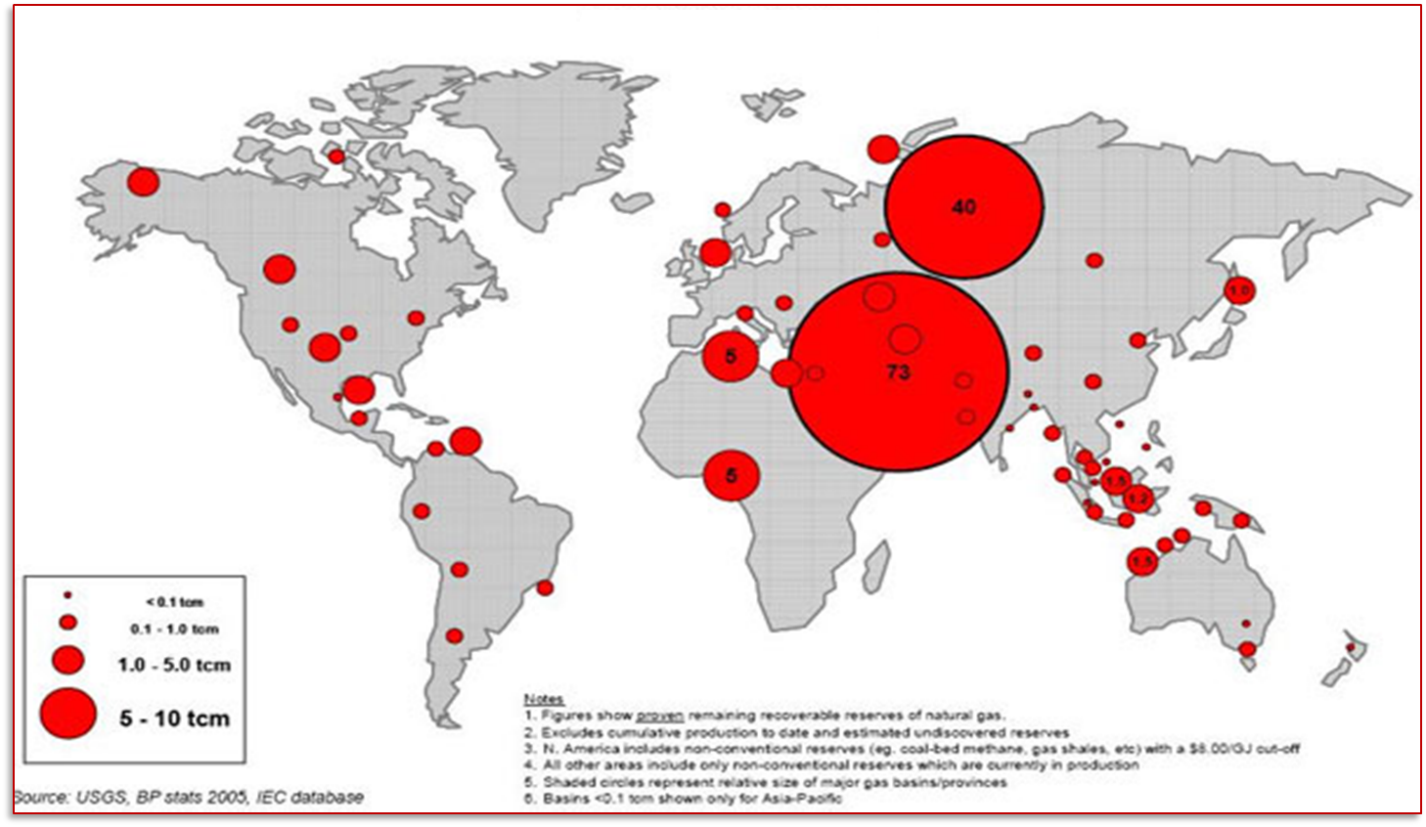 40
1.0
5
73
5
1.5
1.2
1.5
< 0.1 tcm
0.1 - 1.0 tcm
1.0 - 5.0 tcm
5 - 10 tcm
Notes
1. Figures show proven remaining recoverable reserves of natural gas.
2. Excludes cumulative production to date and estimated undiscovered reserves
3. N. America includes non-conventional reserves (eg. coal-bed methane, gas shales, etc) with a $8.00/GJ cut-off
4. All other areas include only non-conventional reserves which are currently in production
5. Shaded circles represent relative size of major gas basins/provinces
6. Basins <0.1 tcm shown only for Asia-Pacific
Source: USGS, BP stats 2005, IEC database